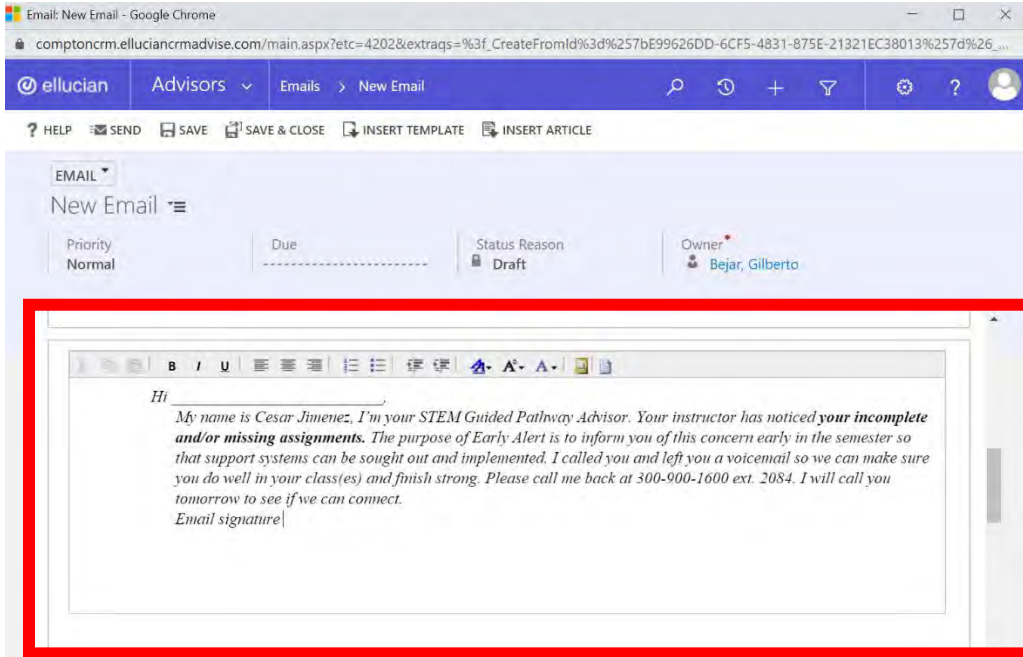 Email: New Email - Google Chrome
comptoncrm.elluciancrmadvise.com/main.aspx?etc=4202&extraqs=%3f_CreateFromId%3d%257bE99626DD-6CF5-4831-875E-21321EC38013%257d%26_...
ellucian Advisors Emails > New Email ?
? HELP SEND SAVE SAVE & CLOSE INSERT TEMPLATE INSERT ARTICLE
EMAIL
New Email
Priority Due Status Reason Owner*
Normal ------------------------ Draft Bejar, Gilberto
B I U A A A
Hi ________________________,
My name is Cesar Jimenez, I'm your STEM Guided Pathway Advisor. Your instructor has noticed your incomplete
and/or missing assignments. The purpose of Early Alert is to inform you of this concern early in the semester so
that support systems can be sought out and implemented. I called you and left you a voicemail so we can make sure
you do well in your class(es) and finish strong. Please call me back at 300-900-1600 ext. 2084. I will call you
tomorrow to see if we can connect.
Email signature